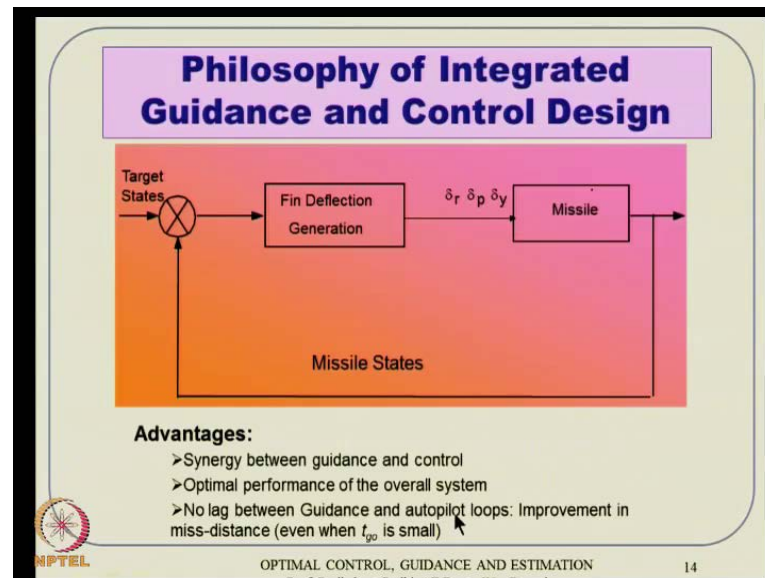 Philosophy of Integrated
Guidance and Control Design
Target
States
Fin Deflection
Generation
δr δp δy
Missile
Missile States
Advantages:
➢Synergy between guidance and control
➢Optimal performance of the overall system
➢No lag between Guidance and autopilot loops: Improvement in
miss-distance (even when tgo is small)
NPTEL
OPTIMAL CONTROL, GUIDANCE AND ESTIMATION
14